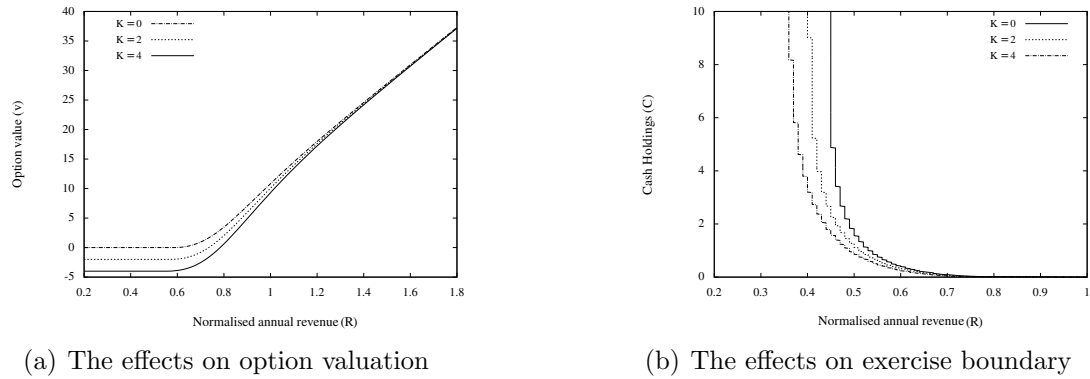 40
35
30
25
20
15
10
5
0
-5
0.2 0.4 0.6 0.8 1 1.2 1.4 1.6 1.8
Option value (v)
Normalised annual revenue (R)
K = 0
K = 2
K = 4
(a) The effects on option valuation
10
8
6
4
2
0
0.2 0.3 0.4 0.5 0.6 0.7 0.8 0.9 1
Cash Holdings (C)
Normalised annual revenue (R)
K = 0
K = 2
K = 4
(b) The effects on exercise boundary